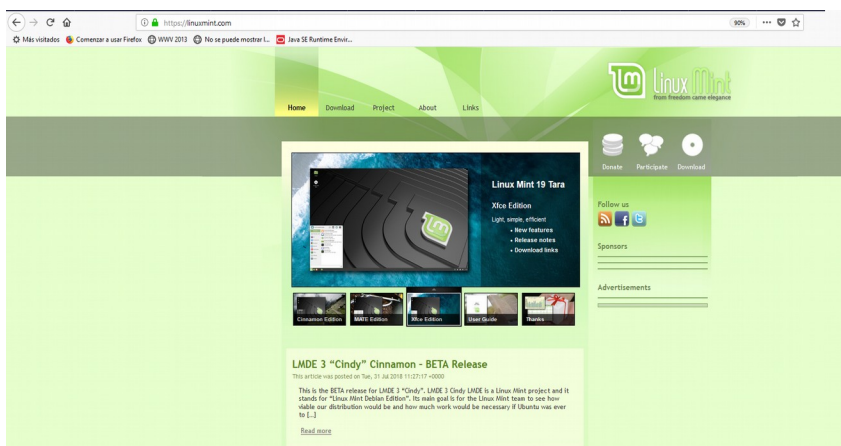 https://linuxmint.com
90%
Más visitados Comenzar a usar Firefox WWV 2013 No se puede mostrar l... Java SE Runtime Envir...
lm Linux Mint
from freedom came elegance
Home Download Project About Links
Donate Participate Download
Linux Mint 19 Tara
Xfce Edition
Light, simple, efficient
• New features
• Release notes
• Download links
Follow us
Sponsors
Advertisements
Cinnamon Edition MATE Edition Xfce Edition User Guide Thanks
LMDE 3 “Cindy” Cinnamon – BETA Release
This article was posted on Tue, 31 Jul 2018 11:27:17 +0000
This is the BETA release for LMDE 3 “Cindy”. LMDE 3 Cindy LMDE is a Linux Mint project and it
stands for “Linux Mint Debian Edition”. Its main goal is for the Linux Mint team to see how
viable our distribution would be and how much work would be necessary if Ubuntu was ever
to […]
Read more